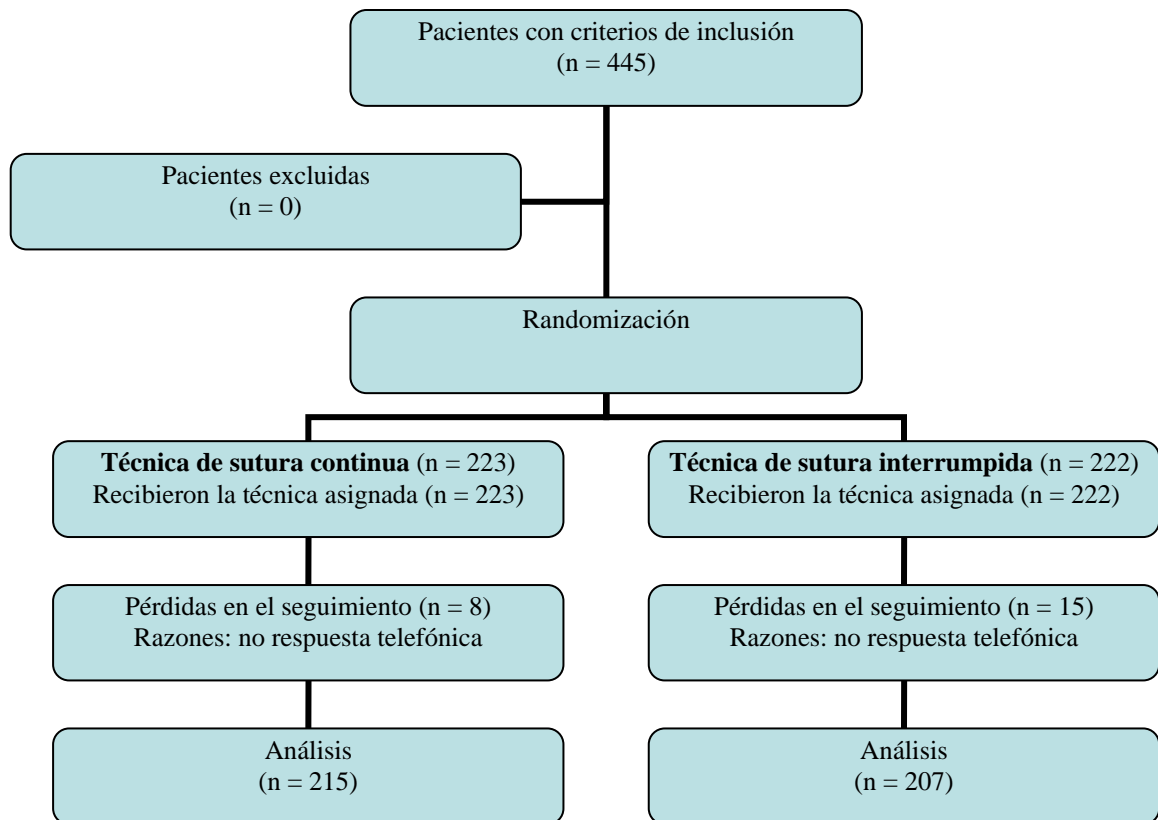 Pacientes con criterios de inclusión
(n = 445)
Pacientes excluidas
(n = 0)
Randomización
Técnica de sutura continua (n = 223)
Recibieron la técnica asignada (n = 223)
Técnica de sutura interrumpida (n = 222)
Recibieron la técnica asignada (n = 222)
Pérdidas en el seguimiento (n = 8)
Razones: no respuesta telefónica
Pérdidas en el seguimiento (n = 15)
Razones: no respuesta telefónica
Análisis
(n = 215)
Análisis
(n = 207)